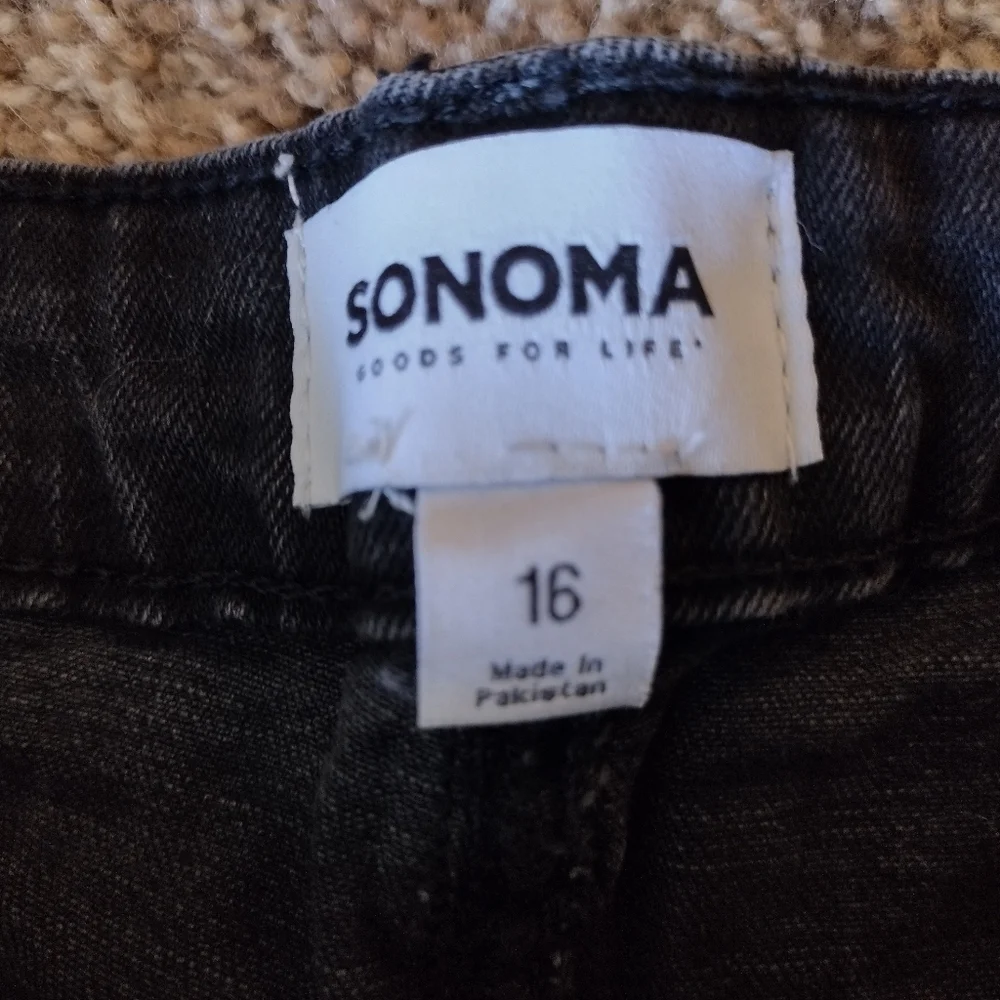 SONOMA
GOODS FOR LIFE
16
Made in
Pakistan